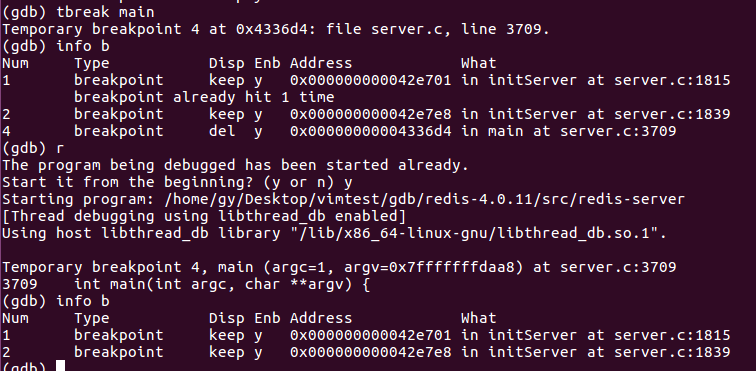 (gdb) tbreak main
Temporary breakpoint 4 at 0x4336d4: file server.c, line 3709.
(gdb) info b
Num     Type           Disp Enb Address            What
1       breakpoint     keep y   0x000000000042e701 in initServer at server.c:1815
        breakpoint already hit 1 time
2       breakpoint     keep y   0x000000000042e7e8 in initServer at server.c:1839
4       breakpoint     del  y   0x00000000004336d4 in main at server.c:3709
(gdb) r
The program being debugged has been started already.
Start it from the beginning? (y or n) y
Starting program: /home/gy/Desktop/vimtest/gdb/redis-4.0.11/src/redis-server
[Thread debugging using libthread_db enabled]
Using host libthread_db library "/lib/x86_64-linux-gnu/libthread_db.so.1".

Temporary breakpoint 4, main (argc=1, argv=0x7fffffffdaa8) at server.c:3709
3709    int main(int argc, char **argv) {
(gdb) info b
Num     Type           Disp Enb Address            What
1       breakpoint     keep y   0x000000000042e701 in initServer at server.c:1815
2       breakpoint     keep y   0x000000000042e7e8 in initServer at server.c:1839
(gdb)